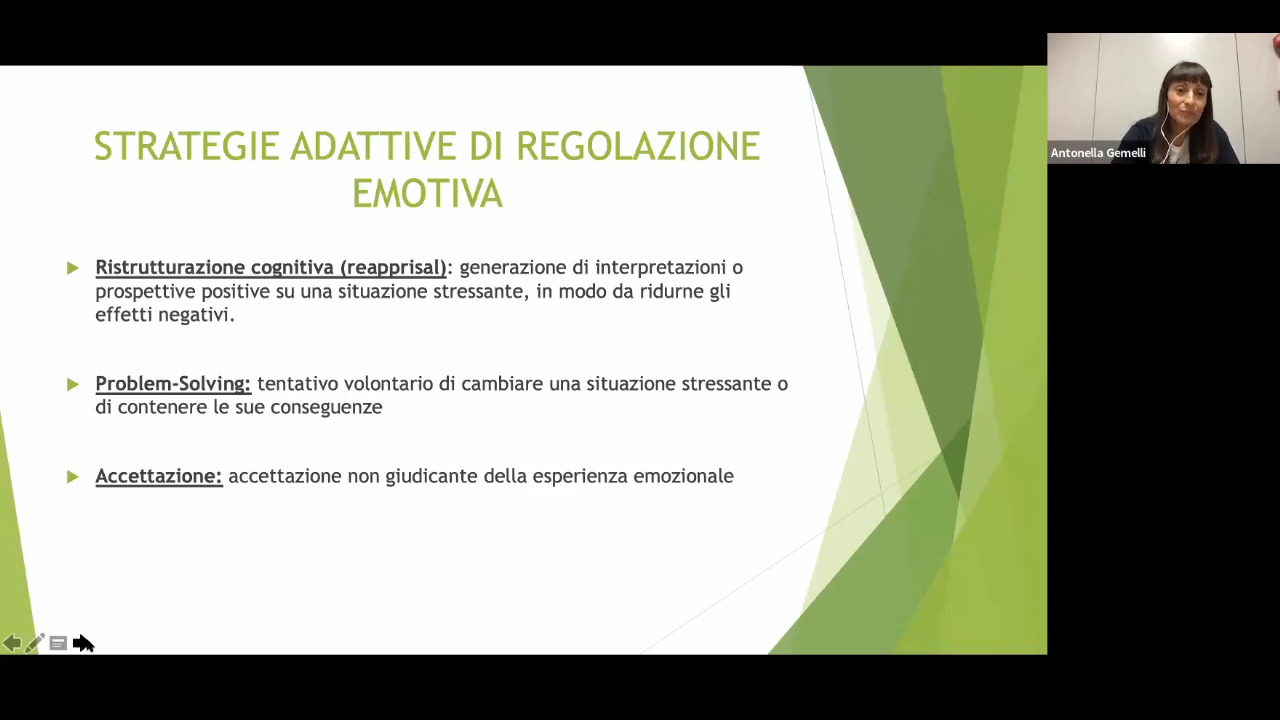 STRATEGIE ADATTIVE DI REGOLAZIONE
EMOTIVA
Ristrutturazione cognitiva (reapprisal): generazione di interpretazioni o
prospettive positive su una situazione stressante, in modo da ridurne gli
effetti negativi.
Problem-Solving: tentativo volontario di cambiare una situazione stressante o
di contenere le sue conseguenze
Accettazione: accettazione non giudicante della esperienza emozionale
Antonella Gemelli